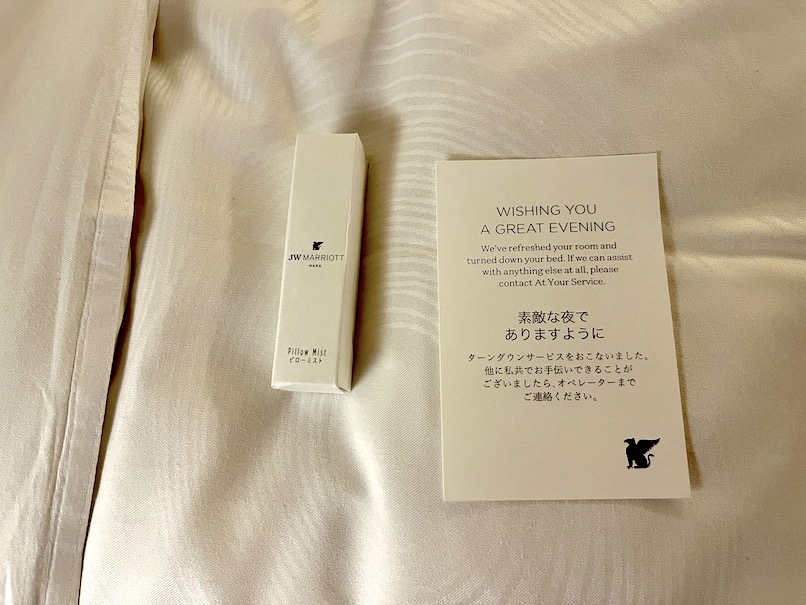 JW MARRIOTT
NARA
Pillow Mist
ピローミスト
WISHING YOU
A GREAT EVENING
We've refreshed your room and
turned down your bed. If we can assist
with anything else at all, please
contact At Your Service.
素敵な夜で
ありますように
ターンダウンサービスをおこないました。
他に私共でお手伝いできることが
ございましたら、オペレーターまで
ご連絡ください。